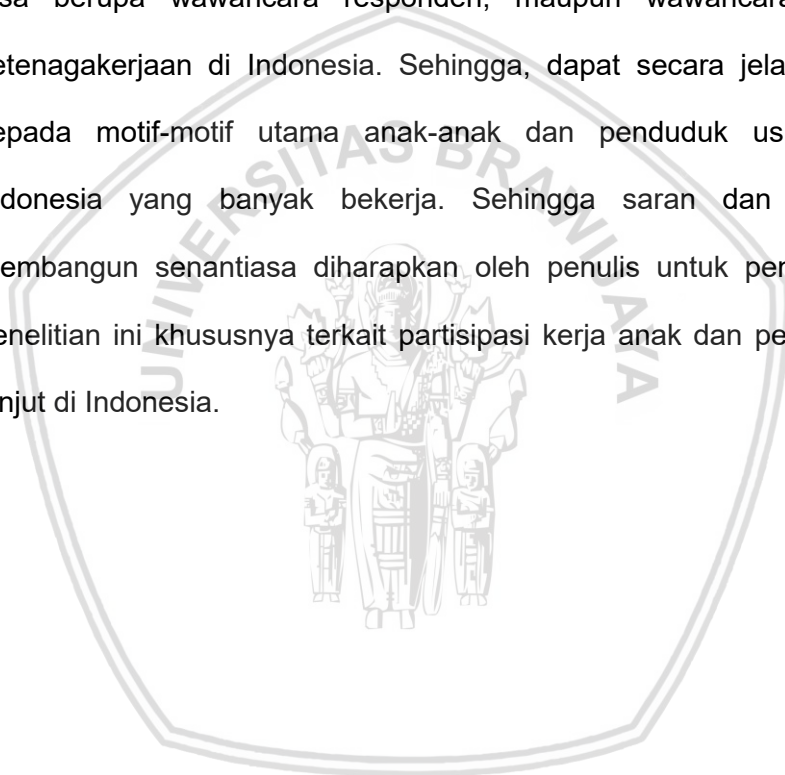 sa berupa wawancara responden, maupun wawancara
etenagakerjaan di Indonesia. Sehingga, dapat secara jela
epada motif-motif utama anak-anak dan penduduk us
donesia yang banyak bekerja. Sehingga saran dan
embangun senantiasa diharapkan oleh penulis untuk per
enelitian ini khususnya terkait partisipasi kerja anak dan pe
njut di Indonesia.
UNIVERSITAS BRAWIJAYA